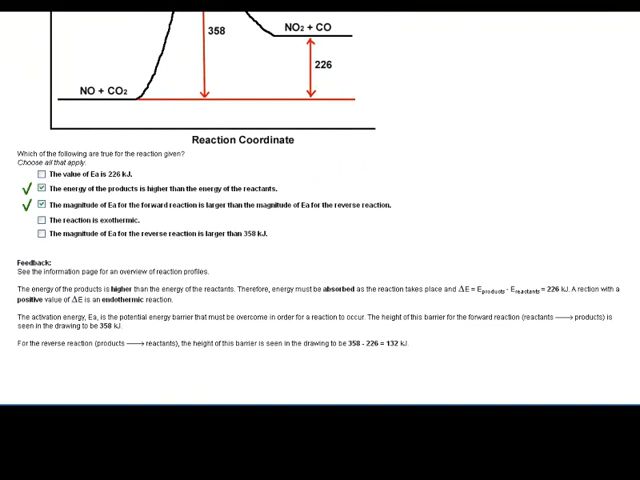 358
NO2 + CO
226
NO + CO2
Reaction Coordinate
Which of the following are true for the reaction given?
Choose all that apply.
The value of Ea is 226 kJ.
The energy of the products is higher than the energy of the reactants.
The magnitude of Ea for the forward reaction is larger than the magnitude of Ea for the reverse reaction.
The reaction is exothermic.
The magnitude of Ea for the reverse reaction is larger than 358 kJ.
Feedback:
See the information page for an overview of reaction profiles.
The energy of the products is higher than the energy of the reactants. Therefore, energy must be absorbed as the reaction takes place and ΔE = Eproducts - Ereactants = 226 kJ. A rection with a
positive value of ΔE is an endothermic reaction.
The activation energy, Ea, is the potential energy barrier that must be overcome in order for a reaction to occur. The height of this barrier for the forward reaction (reactants ⟶ products) is
seen in the drawing to be 358 kJ.
For the reverse reaction (products ⟶ reactants), the height of this barrier is seen in the drawing to be 358 - 226 = 132 kJ.